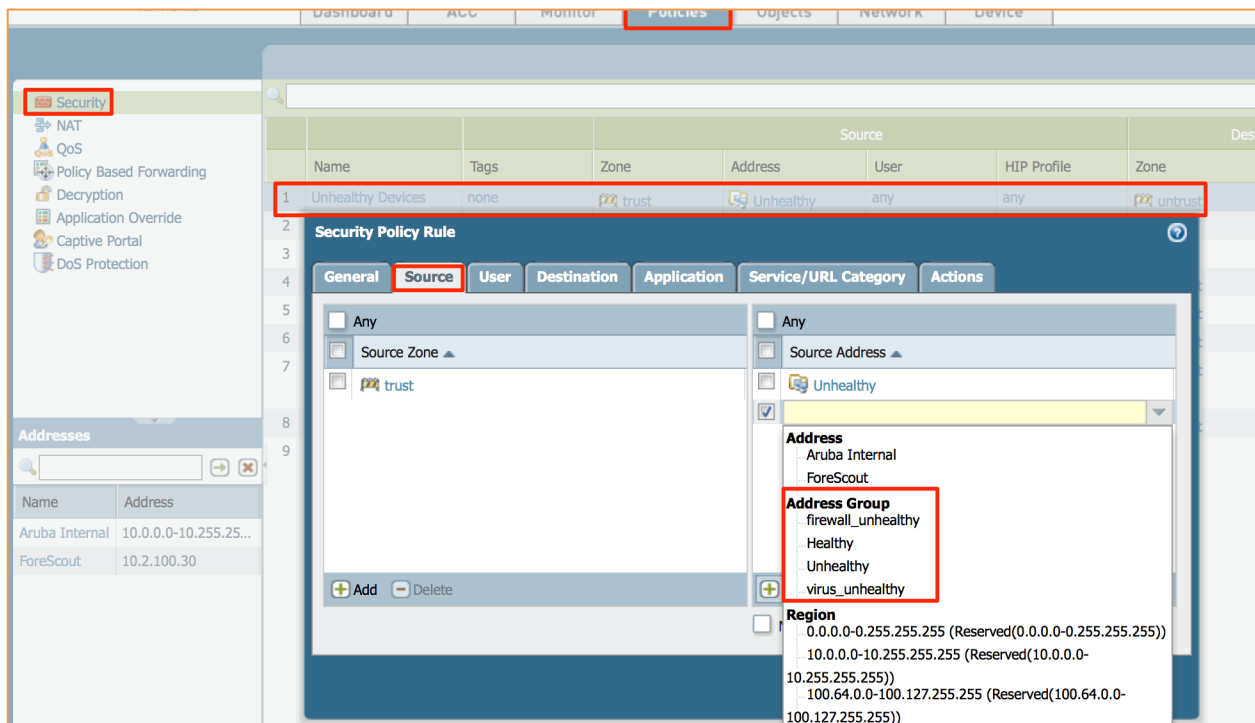 Dashboard ACC Monitor Policies Objects Network Device
Security
NAT
QoS
Policy Based Forwarding
Decryption
Application Override
Captive Portal
DoS Protection
Source
Name Tags Zone Address User HIP Profile Zone
1 Unhealthy Devices none trust Unhealthy any any untrust
2
3
4
5
6
7
8
9
Security Policy Rule
General Source User Destination Application Service/URL Category Actions
Any
Source Zone
trust
Add Delete
Any
Source Address
Unhealthy
Address
Aruba Internal
ForeScout
Address Group
firewall_unhealthy
Healthy
Unhealthy
virus_unhealthy
Region
0.0.0.0-0.255.255.255 (Reserved(0.0.0.0-0.255.255.255))
10.0.0.0-10.255.255.255 (Reserved(10.0.0.0-
10.255.255.255))
100.64.0.0-100.127.255.255 (Reserved(100.64.0.0-
100.127.255.255))
Addresses
Name Address
Aruba Internal 10.0.0.0-10.255.25...
ForeScout 10.2.100.30